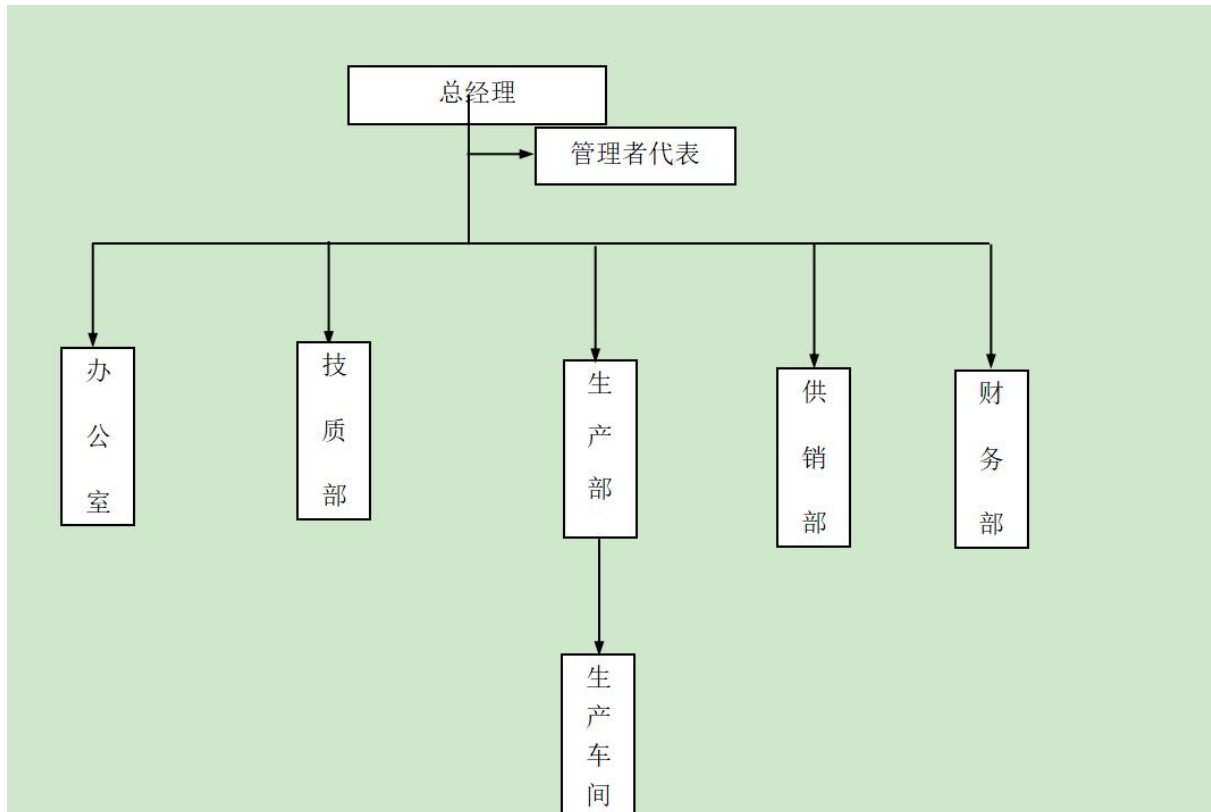 总经理
管理者代表
办公室
技质部
生产部
供销部
财务部
生产车间